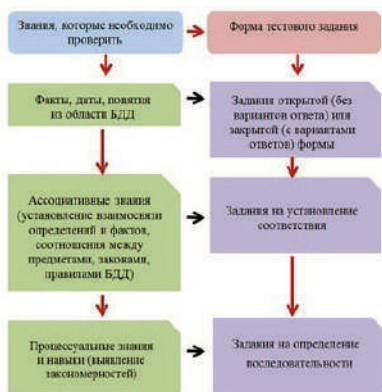 Знания, которые необходимо
проверить
Форма тестового задания
Факты, даты, понятия
из области БДД
Задания открытой (без
вариантов ответа) или
закрытой (с вариантами
ответов) формы
Ассоциативные знания
(установление взаимосвязи
определений и фактов,
соотношения между
предметами, законами,
правилами БДД)
Задания на установление
соответствия
Процессуальные знания
и навыки (выявление
закономерностей)
Задания на определение
последовательности